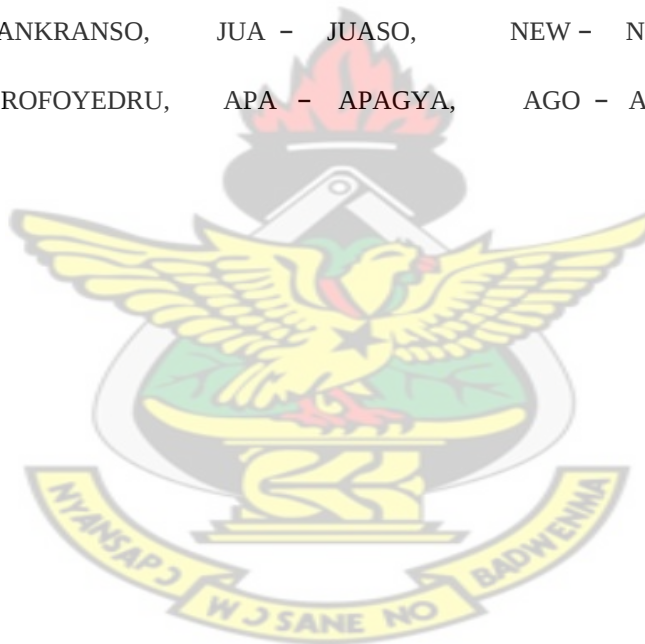 ANKRANSO, JUA – JUASO, NEW – N
ROFOYEDRU, APA – APAGYA, AGO – A
NYANSAPƆ WƆSANE NO BADWENMA